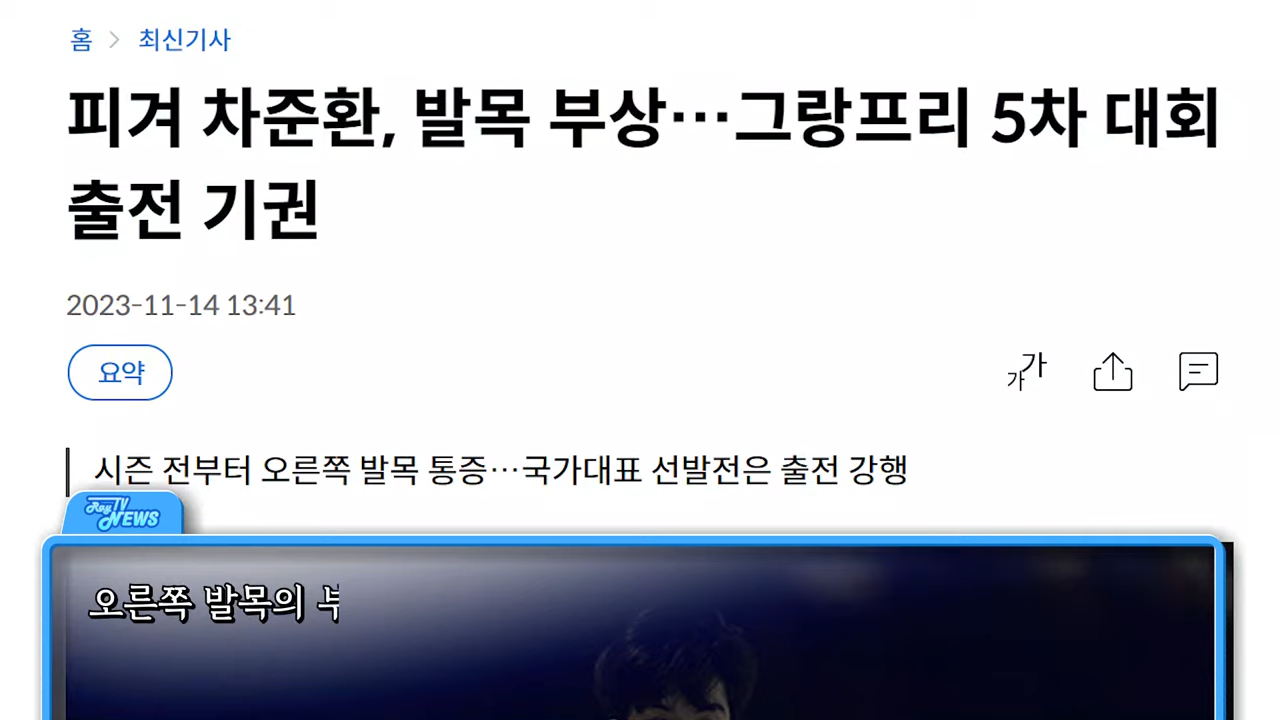 홈 > 최신기사
피겨 차준환, 발목 부상…그랑프리 5차 대회
출전 기권
2023-11-14 13:41
요약
가가
시즌 전부터 오른쪽 발목 통증…국가대표 선발전은 출전 강행
RoyTV
NEWS
오른쪽 발목의